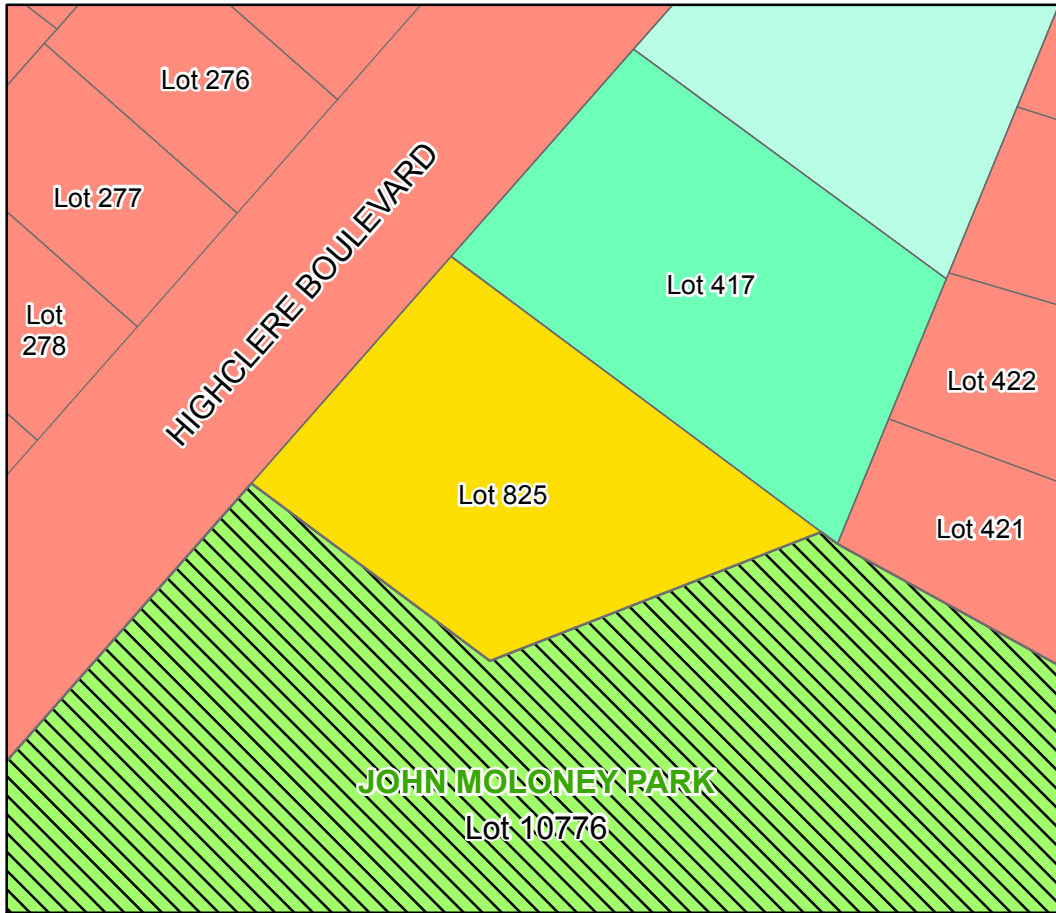 Lot 276
Lot 277
Lot
278
HIGHCLERE BOULEVARD
Lot 417
Lot 422
Lot 825
Lot 421
JOHN MOLONEY PARK
Lot 10776